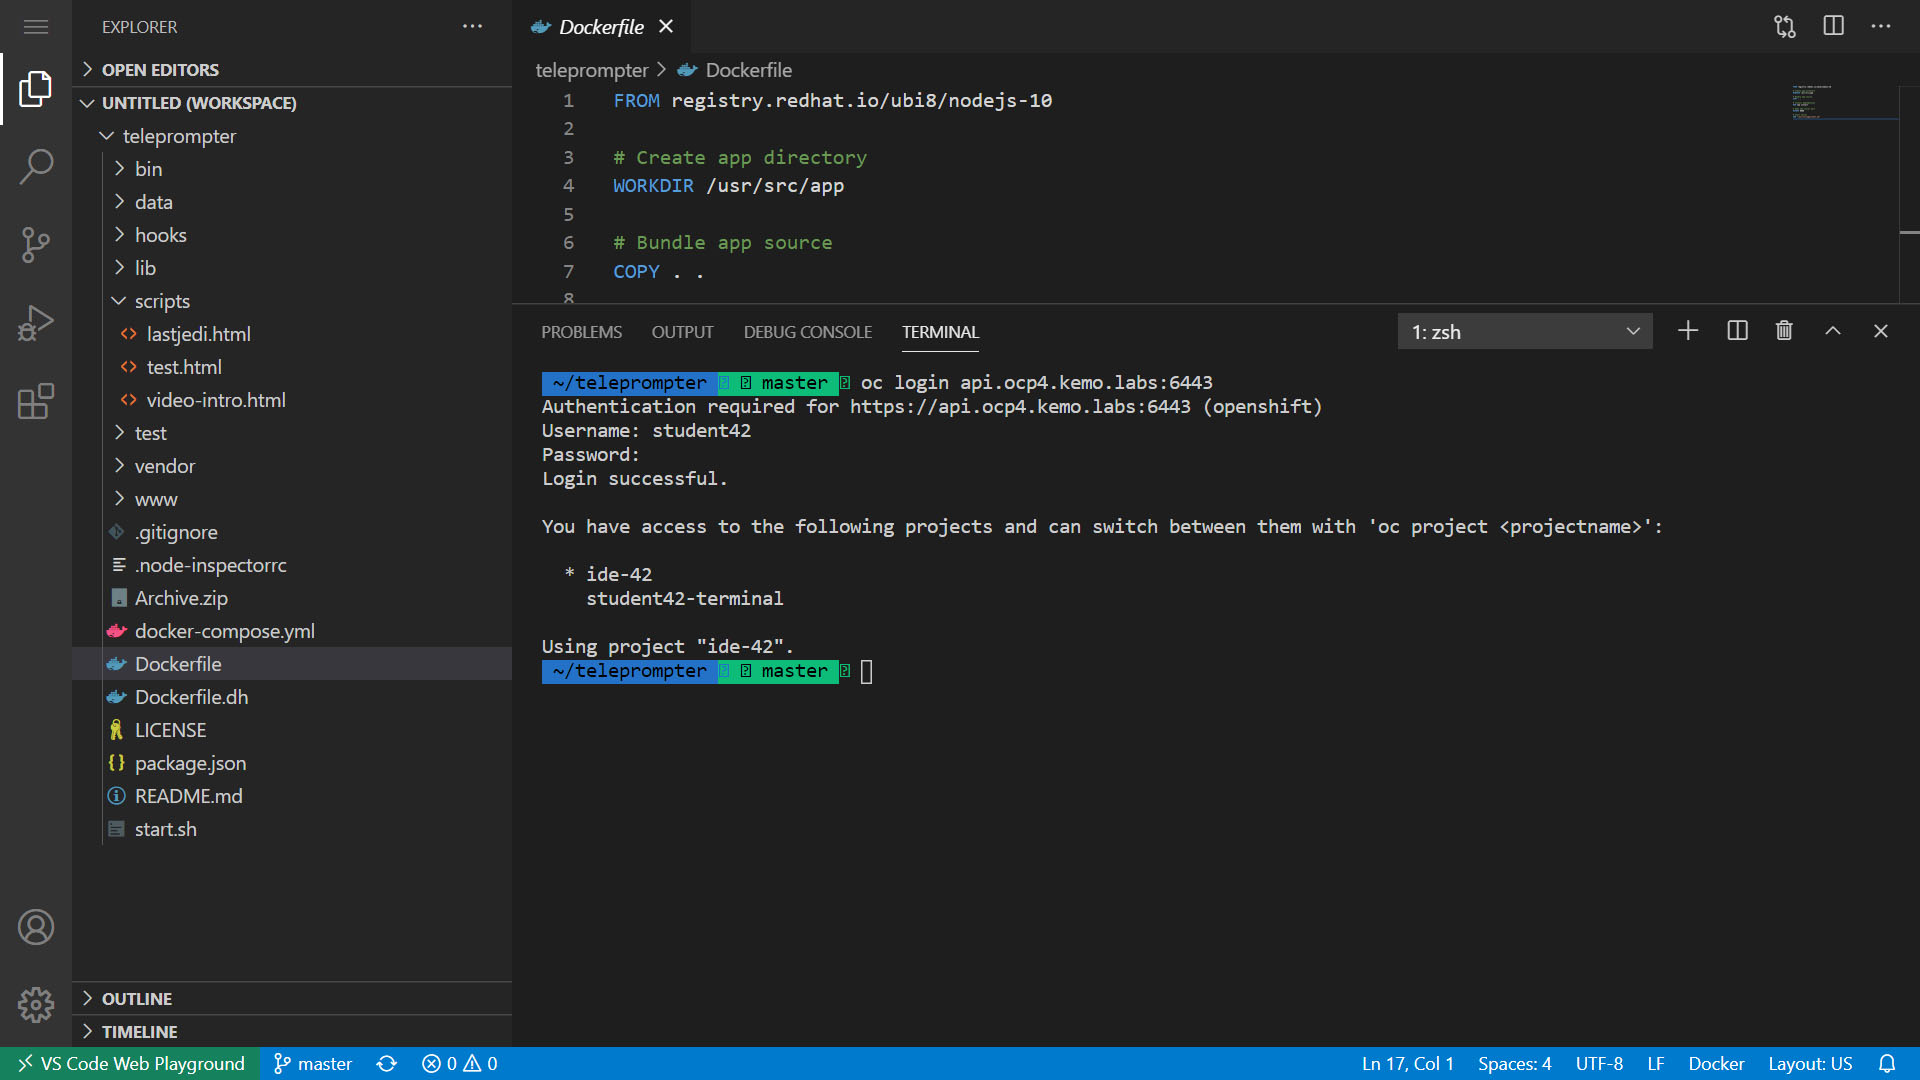 EXPLORER
OPEN EDITORS
UNTITLED (WORKSPACE)
teleprompter
bin
data
hooks
lib
scripts
lastjedi.html
test.html
video-intro.html
test
vendor
www
.gitignore
.node-inspectorrc
Archive.zip
docker-compose.yml
Dockerfile
Dockerfile.dh
LICENSE
package.json
README.md
start.sh
OUTLINE
TIMELINE
Dockerfile
teleprompter > Dockerfile
1 FROM registry.redhat.io/ubi8/nodejs-10
2
3 # Create app directory
4 WORKDIR /usr/src/app
5
6 # Bundle app source
7 COPY . .
8
PROBLEMS OUTPUT DEBUG CONSOLE TERMINAL 1: zsh
~/teleprompter master oc login api.ocp4.kemo.labs:6443
Authentication required for https://api.ocp4.kemo.labs:6443 (openshift)
Username: student42
Password:
Login successful.
You have access to the following projects and can switch between them with 'oc project <projectname>':
* ide-42
student42-terminal
Using project "ide-42".
~/teleprompter master
VS Code Web Playground master 0 0 Ln 17, Col 1 Spaces: 4 UTF-8 LF Docker Layout: US